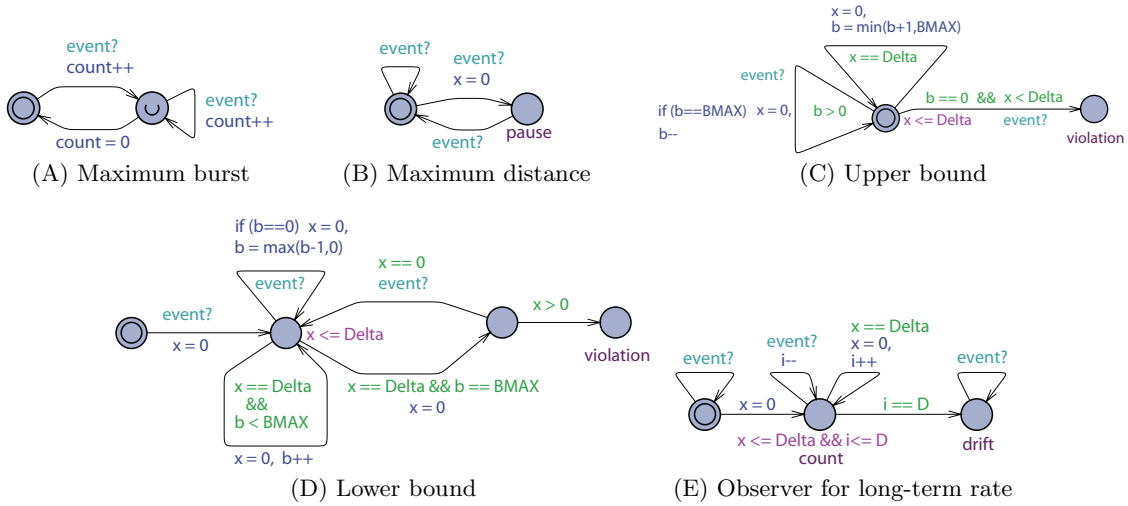 event?
count++
event?
count++
count = 0
(A) Maximum burst
event?
event?
x = 0
event?
pause
(B) Maximum distance
x = 0,
b = min(b+1,BMAX)
x == Delta
event?
if (b==BMAX) x = 0,
b--
b > 0
b == 0 && x < Delta
x <= Delta
event?
violation
(C) Upper bound
if (b==0) x = 0,
b = max(b-1,0)
event?
event?
x = 0
x == 0
event?
x <= Delta
x > 0
violation
x == Delta
&&
b < BMAX
x = 0, b++
x == Delta && b == BMAX
x = 0
(D) Lower bound
event?
x = 0
event?
i--
x == Delta
x = 0,
i++
x <= Delta && i<= D
count
i == D
event?
drift
(E) Observer for long-term rate